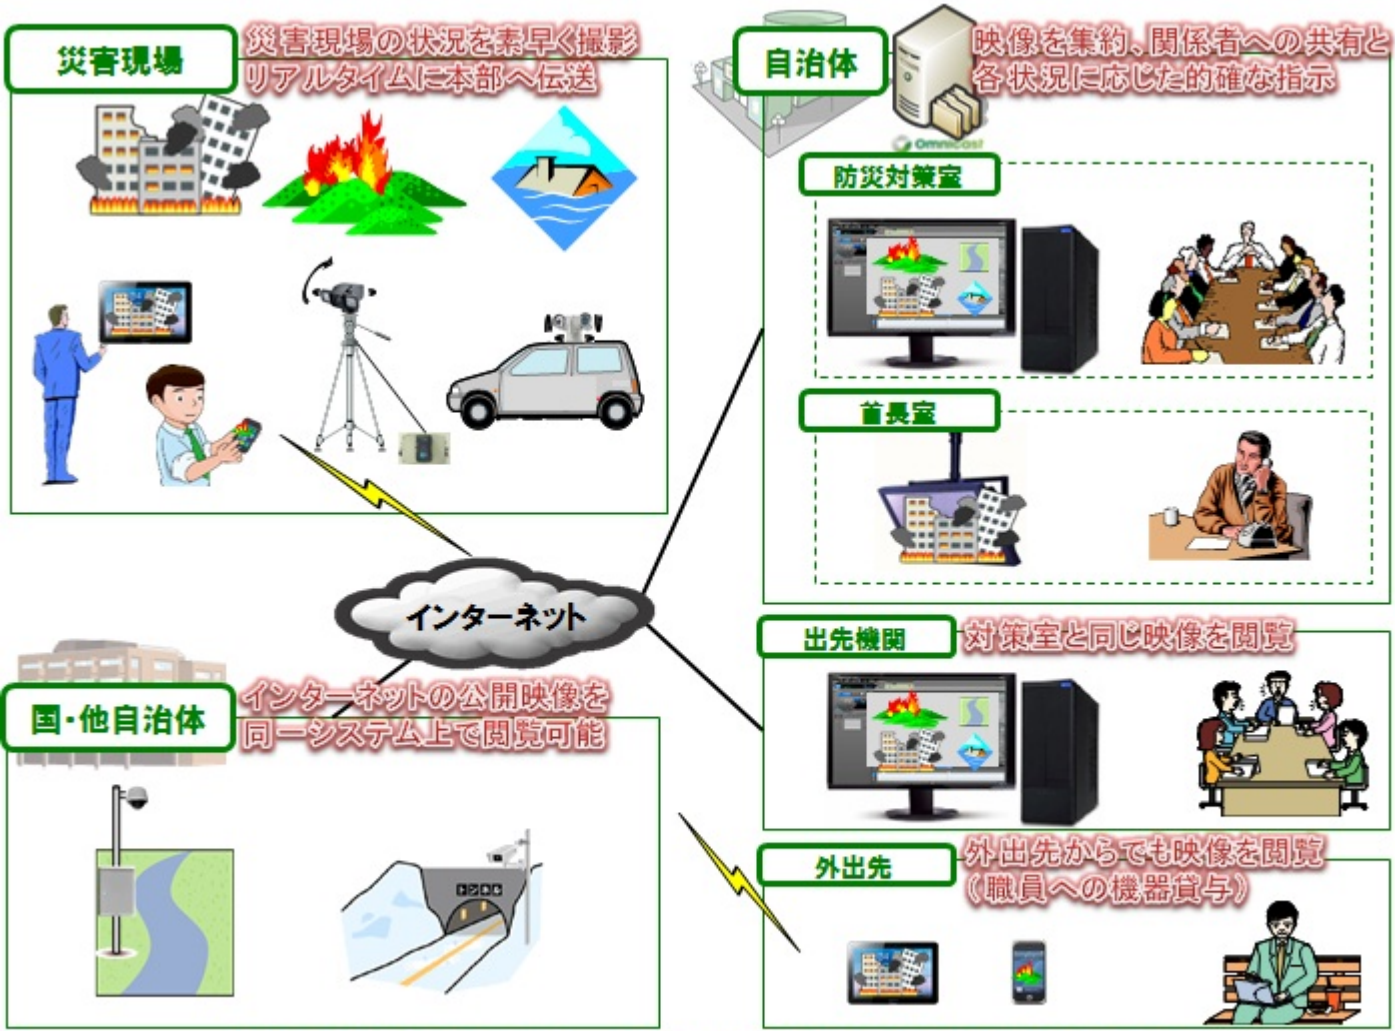 災害現場
災害現場の状況を素早く撮影
リアルタイムに本部へ伝送
自治体
映像を集約、関係者への共有と
各状況に応じた的確な指示
Omnicast
防災対策室
首長室
インターネット
出先機関
対策室と同じ映像を閲覧
国・他自治体
インターネットの公開映像を
同一システム上で閲覧可能
トンネル
外出先
外出先からでも映像を閲覧
（職員への機器貸与）